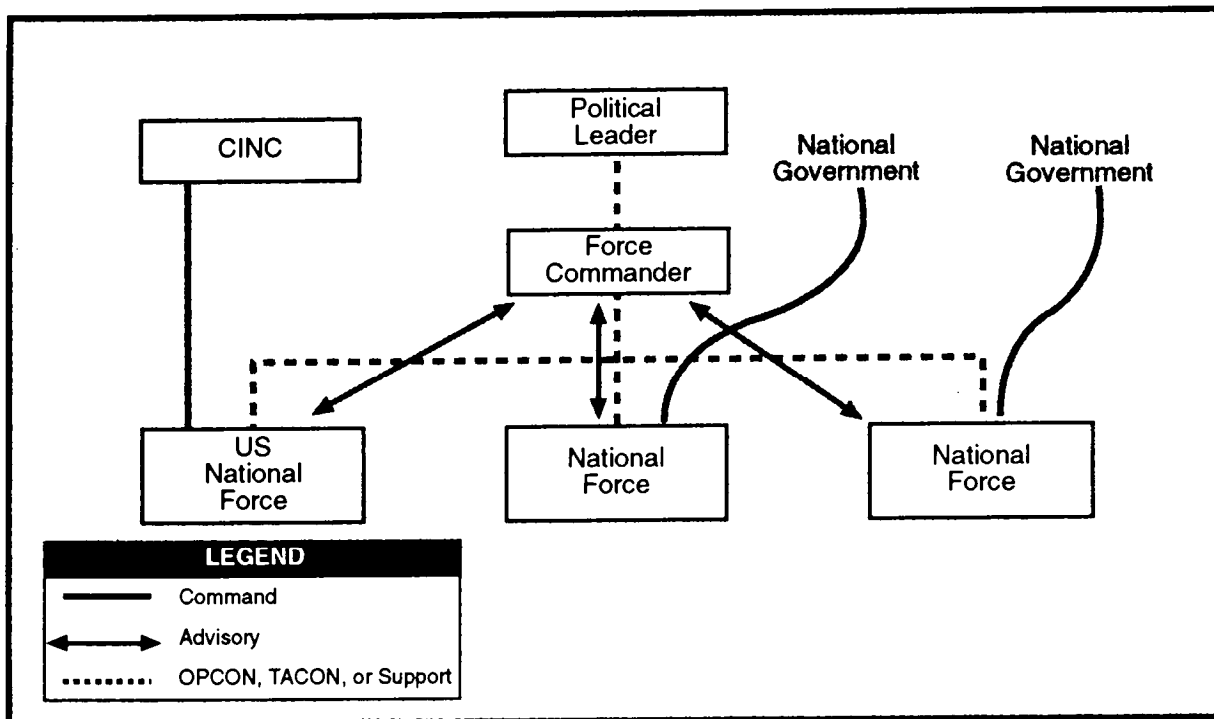 CINC
Political
Leader
National
Government
National
Government
Force
Commander
US
National
Force
National
Force
National
Force
LEGEND
Command
Advisory
OPCON, TACON, or Support